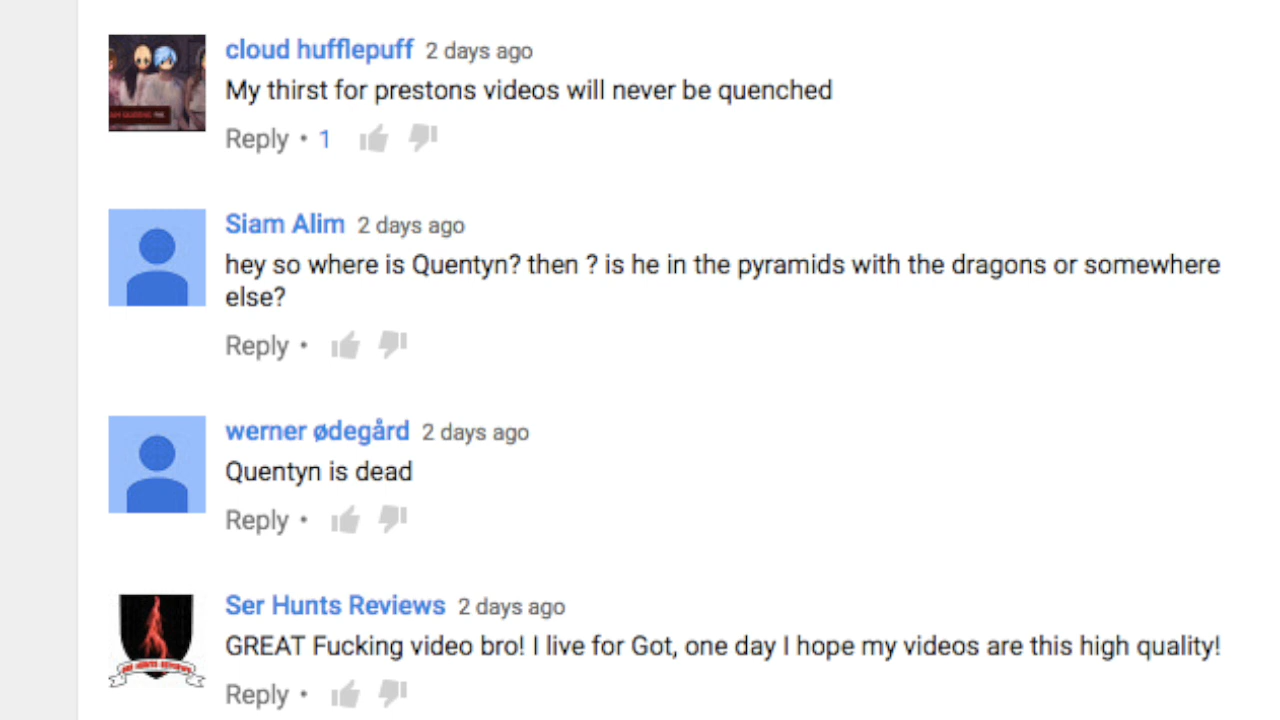 cloud hufflepuff 2 days ago
My thirst for prestons videos will never be quenched
Reply • 1
Siam Alim 2 days ago
hey so where is Quentyn? then ? is he in the pyramids with the dragons or somewhere
else?
Reply •
werner ødegård 2 days ago
Quentyn is dead
Reply •
Ser Hunts Reviews 2 days ago
SER HUNTS REVIEWS
GREAT Fucking video bro! I live for Got, one day I hope my videos are this high quality!
Reply •